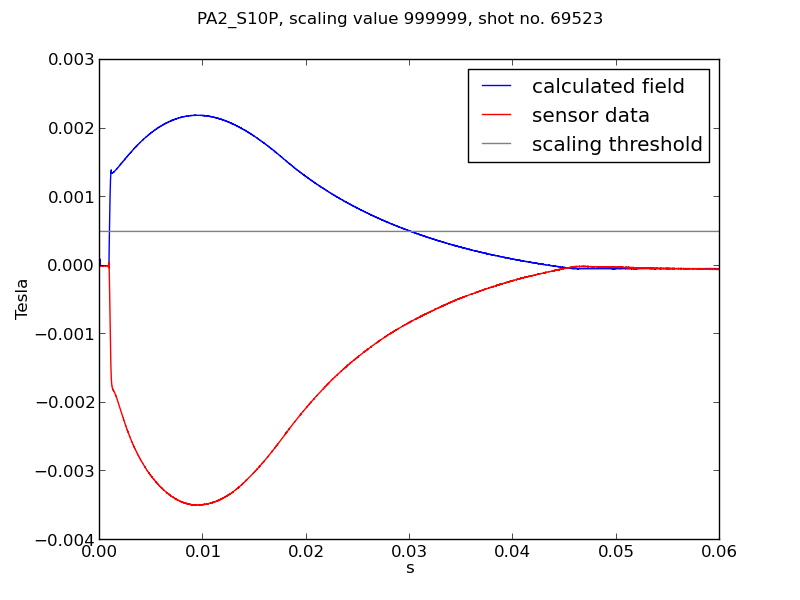 PA2_S10P, scaling value 999999, shot no. 69523
calculated field
sensor data
scaling threshold
0.003
0.002
0.001
0.000
−0.001
−0.002
−0.003
−0.004
Tesla
0.00
0.01
0.02
0.03
0.04
0.05
0.06
s